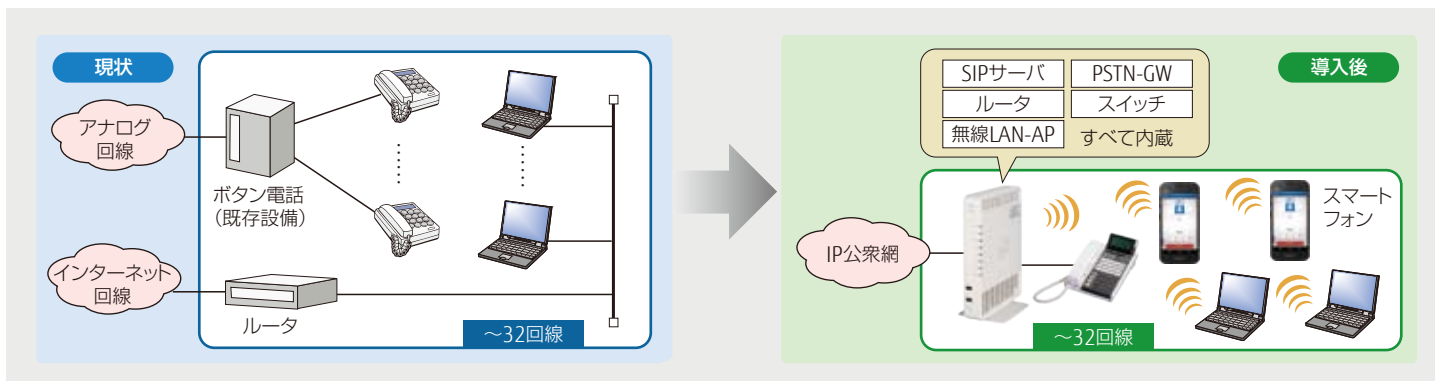 現状
アナログ
回線
ボタン電話
（既存設備）
インターネット
回線
ルータ
～32回線
導入後
SIPサーバ
PSTN-GW
ルータ
スイッチ
無線LAN-AP
すべて内蔵
スマート
フォン
IP公衆網
～32回線